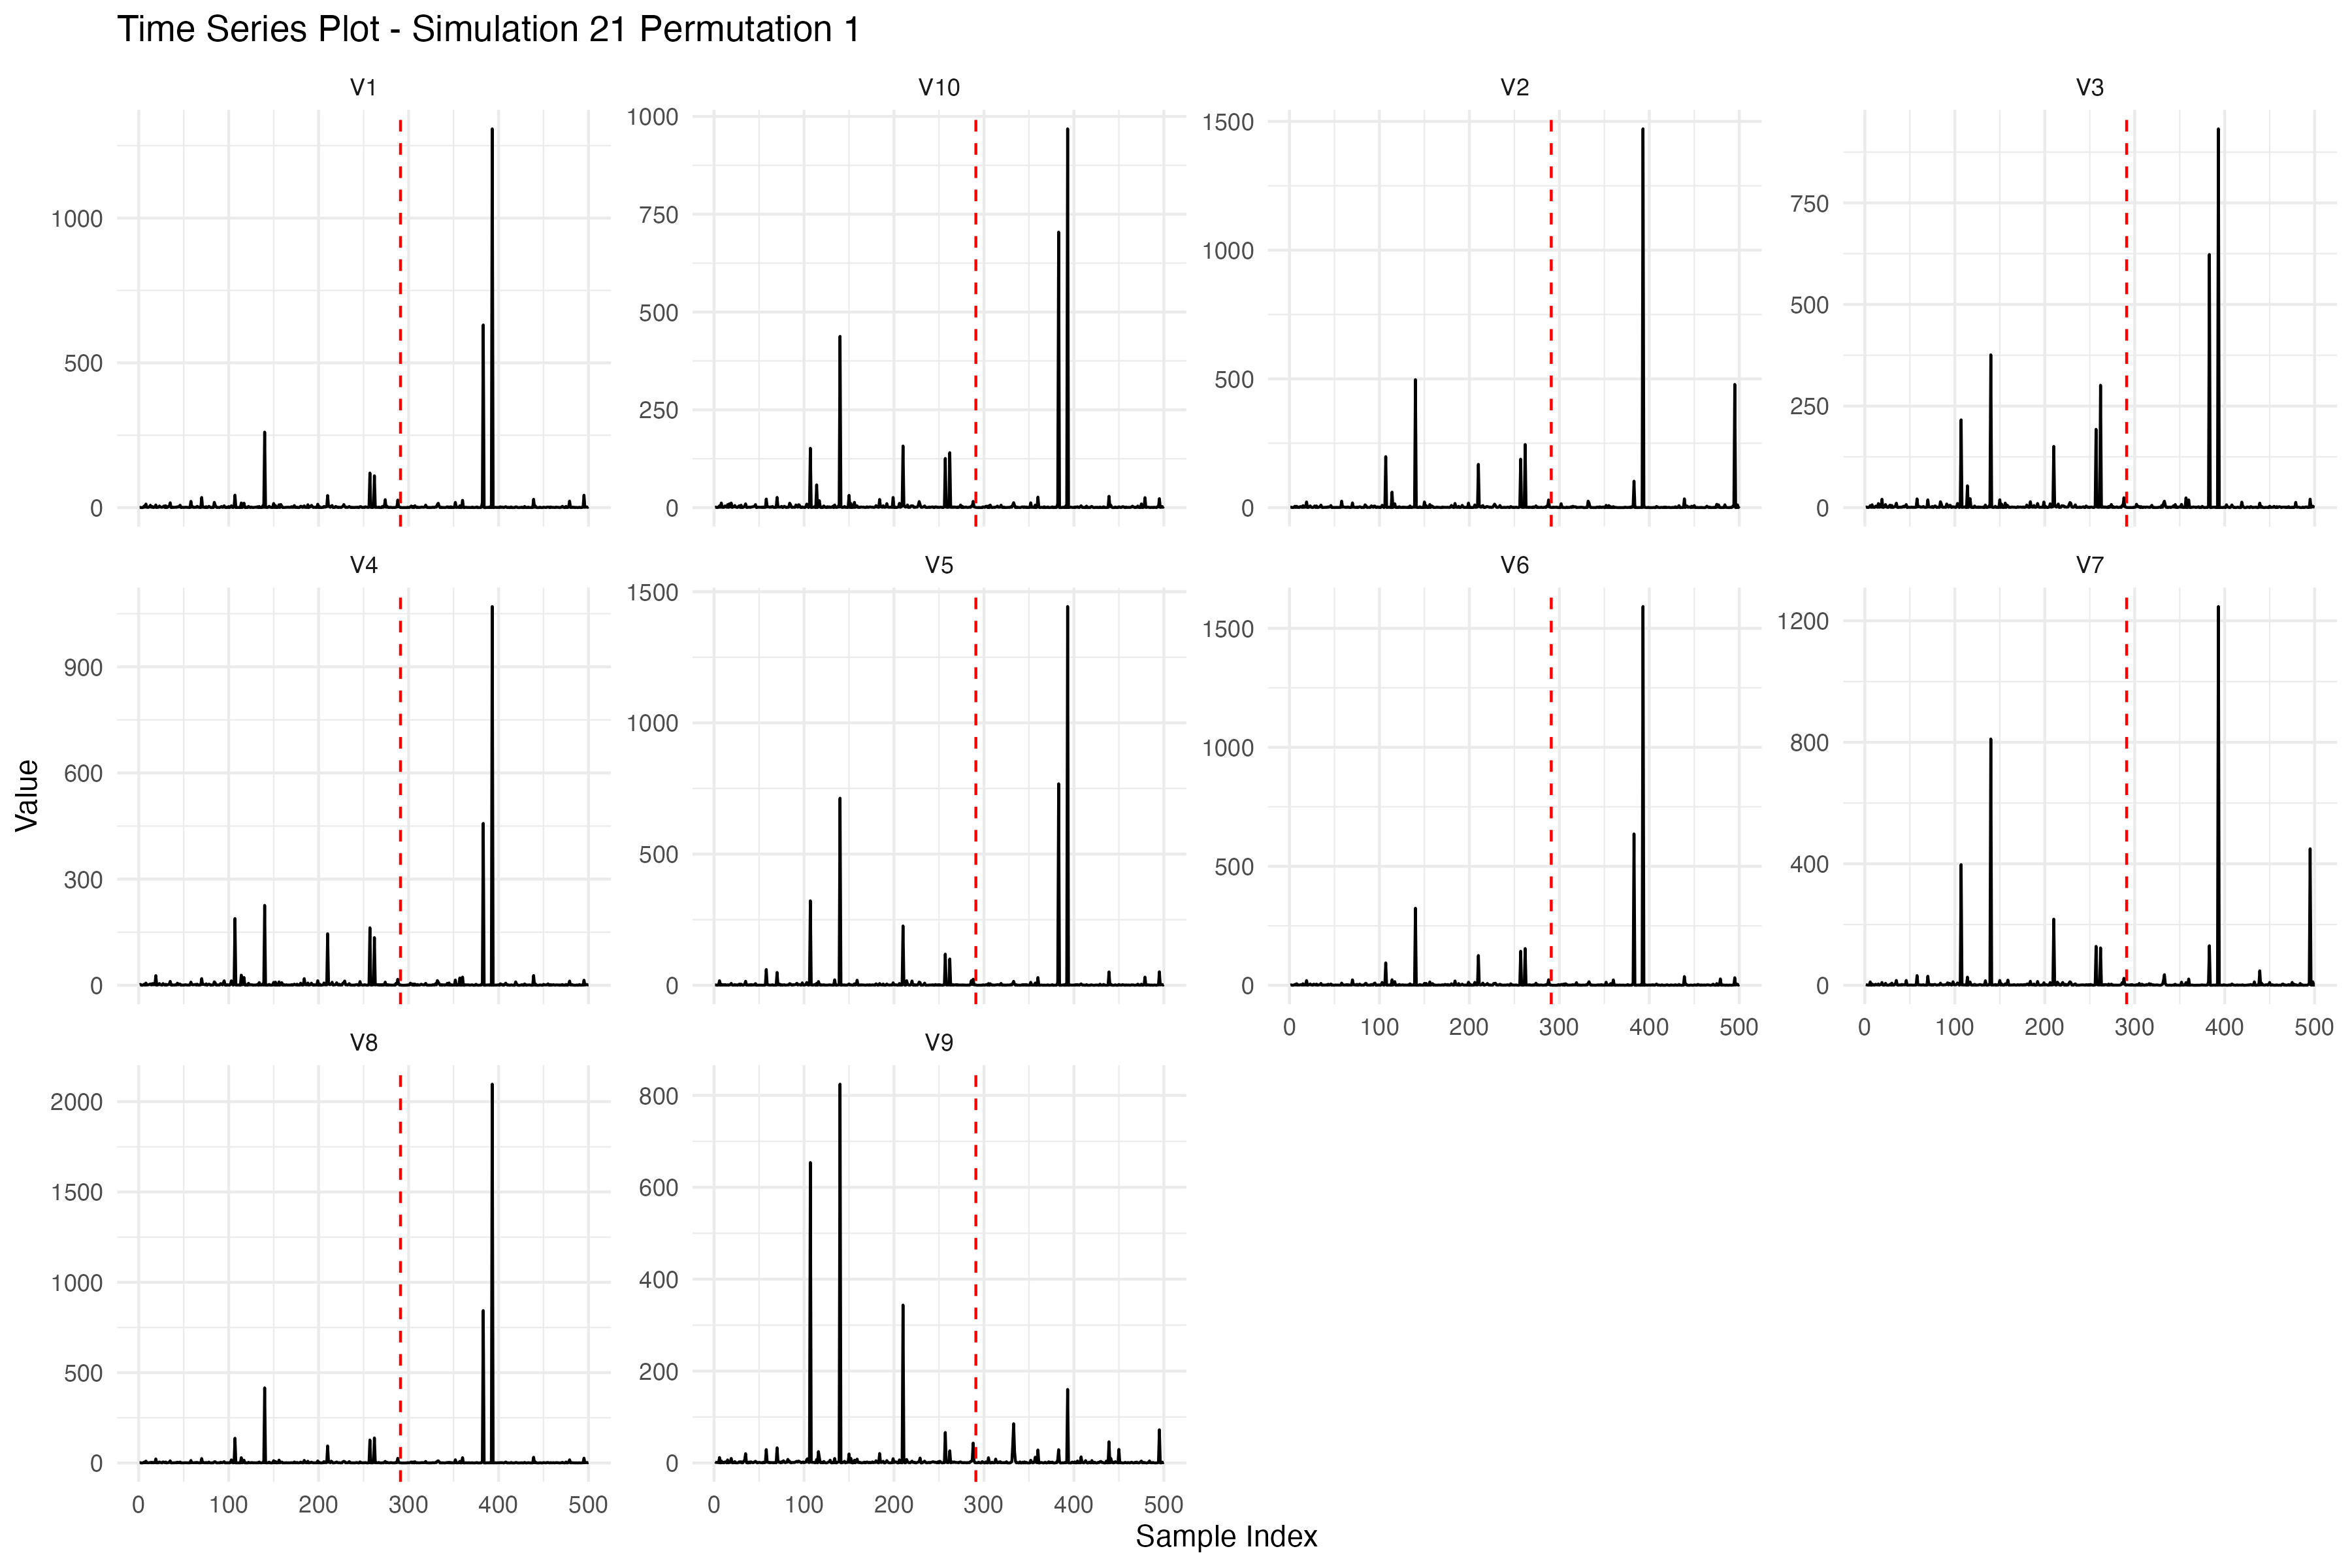 Time Series Plot - Simulation 21 Permutation 1
V1 V10 V2 V3
1000 500 0
1000 750 500 250 0
1500 1000 500 0
750 500 250 0
V4 V5 V6 V7
900 600 300 0
1500 1000 500 0
1500 1000 500 0
1200 800 400 0
0 100 200 300 400 500
0 100 200 300 400 500
V8 V9
2000 1500 1000 500 0
800 600 400 200 0
0 100 200 300 400 500
0 100 200 300 400 500
Value
Sample Index